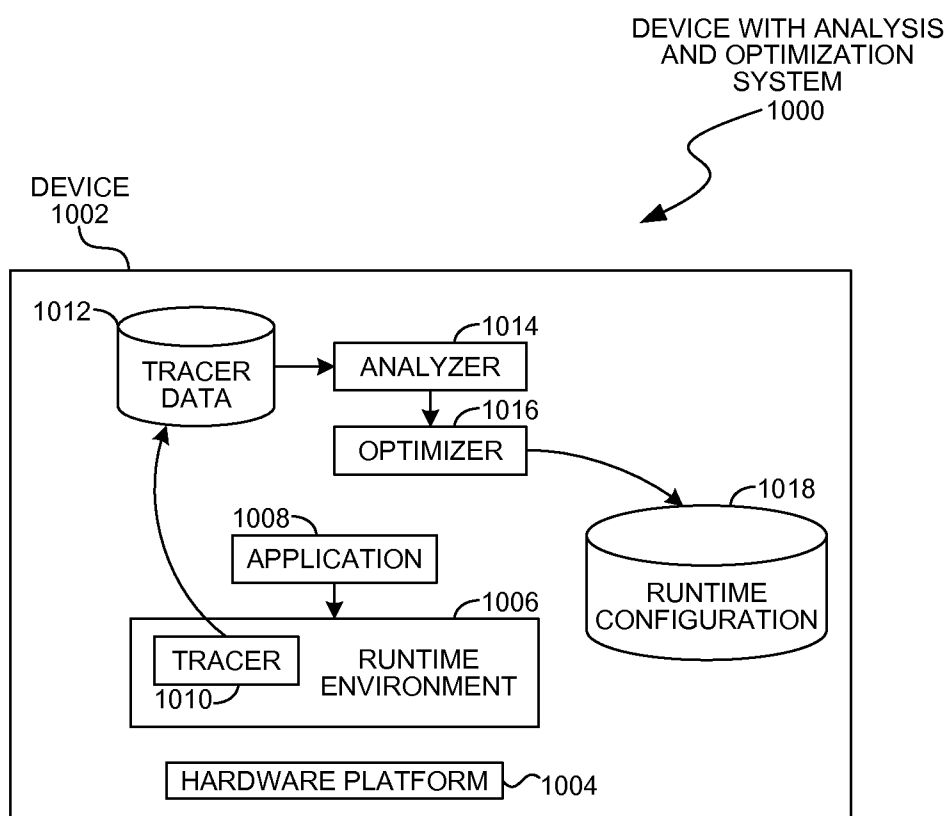 DEVICE WITH ANALYSIS
AND OPTIMIZATION
SYSTEM
1000
DEVICE
1002
1012
TRACER
DATA
1014
ANALYZER
1016
OPTIMIZER
1018
RUNTIME
CONFIGURATION
1008
APPLICATION
1006
TRACER
1010
RUNTIME
ENVIRONMENT
HARDWARE PLATFORM
1004